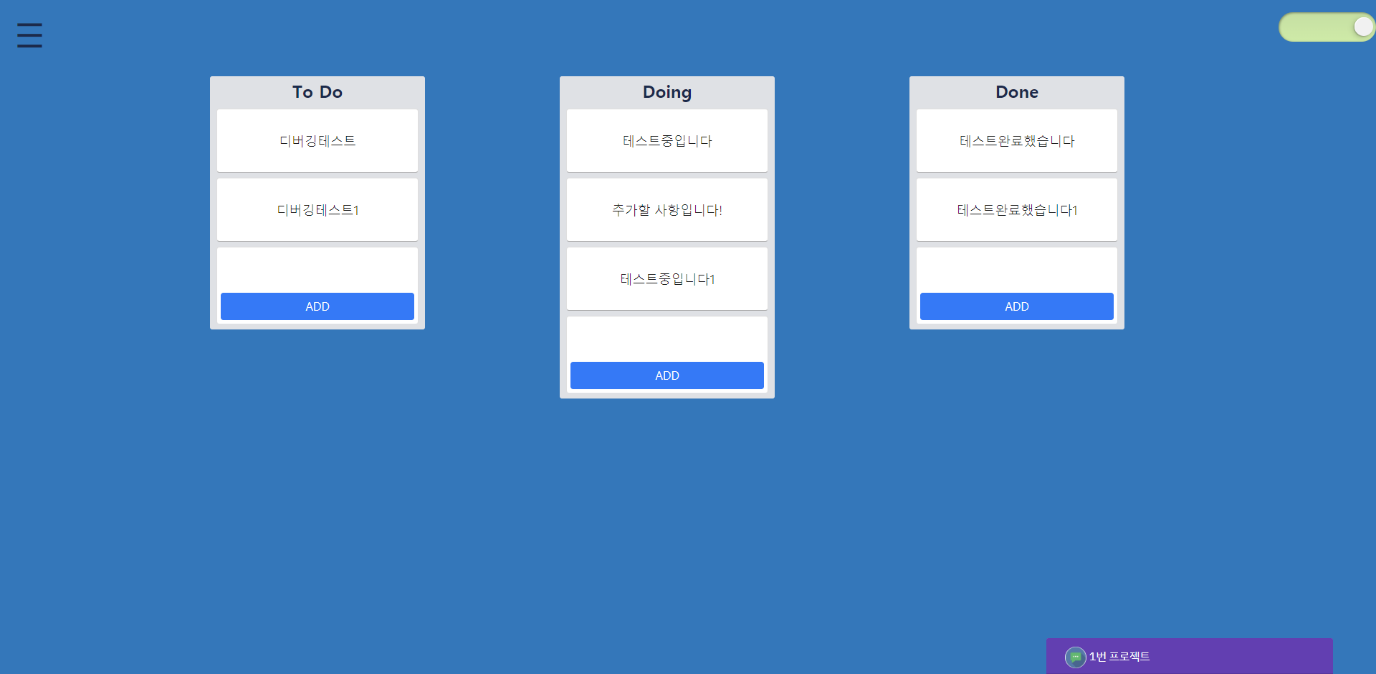 To Do
디버깅테스트
디버깅테스트1
ADD
Doing
테스트중입니다
추가할 사항입니다!
테스트중입니다1
ADD
Done
테스트완료했습니다
테스트완료했습니다1
ADD
1번 프로젝트